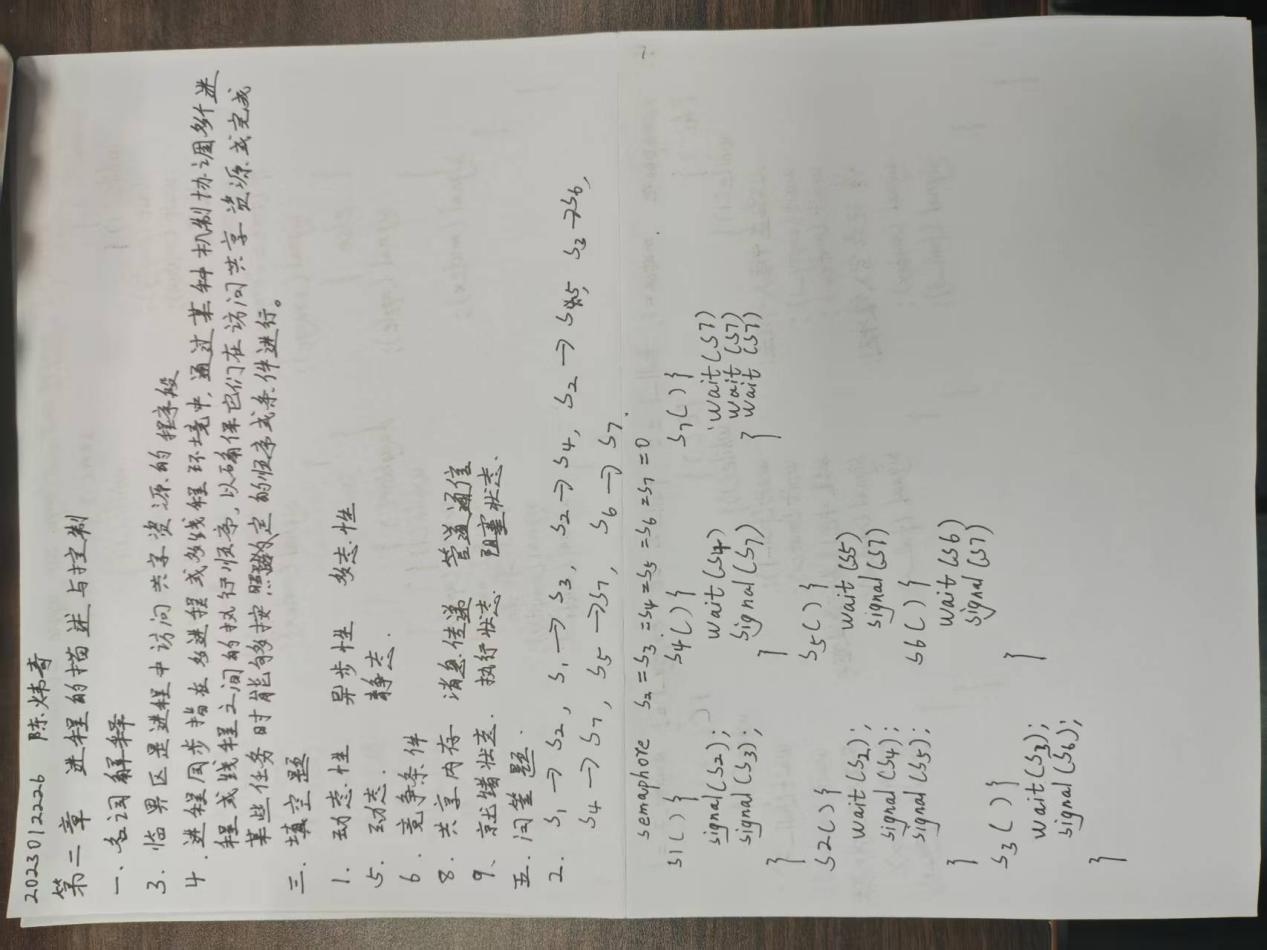 202301 2226 陈炜奇
第二章 进程的描述与控制
一. 名词解释
3. 临界区是进程中访问共享资源的程序段
4. 进程同步指在多进程或多线程环境中,通过某种机制协调多个进
程或线程之间的执行顺序,以确保它们在访问共享资源或完成
某些任务时能够按照预定的顺序或条件进行。
三. 填空题
1. 动态性 异步性 多态性
5. 动态. 静态.
6. 竞争条件
8. 共享内存 消息传递 管道通信
9、就绪状态. 执行状态. 阻塞状态.
五. 问答题.
2. S1 → S2, S1 → S3, S2 → S4, S2 → S5, S3 → S6,
S4 → S7, S5 → S7, S6 → S7.
semaphore S2 = S3 = S4 = S5 = S6 = S7 = 0
S1 ( ) {
signal (S2);
signal (S3);
}
S2 ( ) {
wait (S2);
signal (S4);
signal (S5);
}
S3 ( ) {
wait (S3);
signal (S6);
}
S4 ( ) {
wait (S4)
signal (S7)
}
S5 ( ) {
wait (S5)
signal (S7)
S6 ( ) {
wait (S6)
signal (S7)
}
S7 ( ) {
wait (S7)
wait (S7)
wait (S7)
}